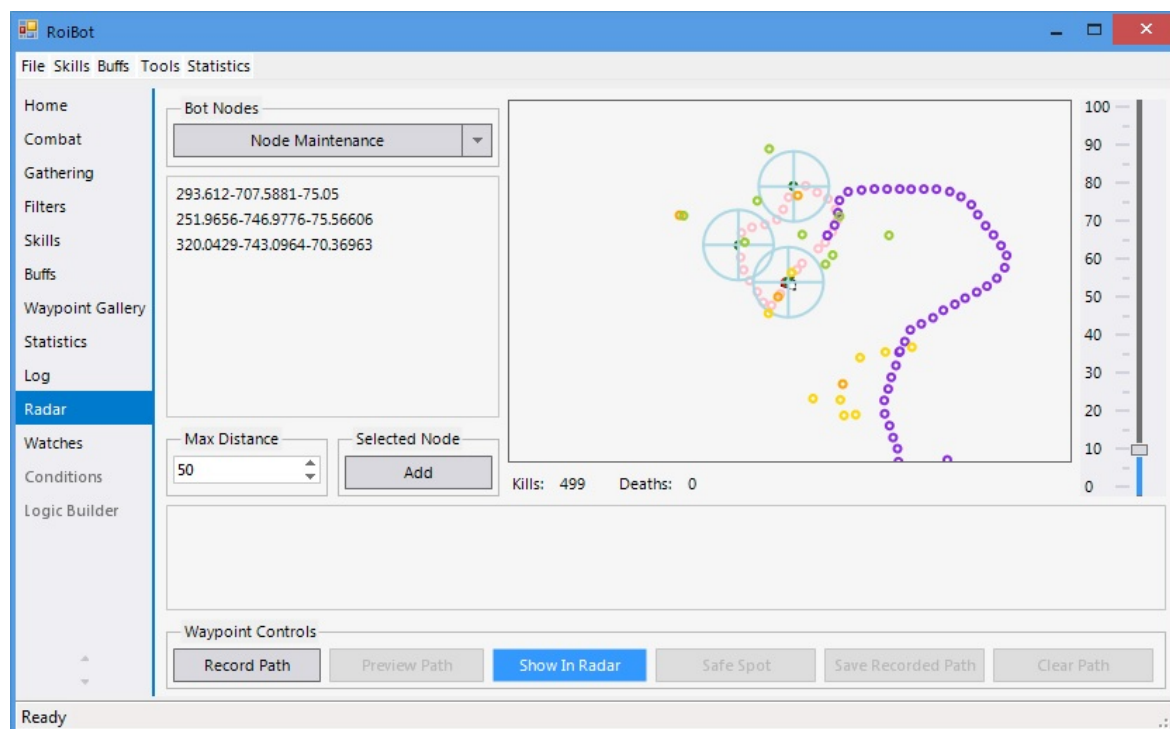 RoiBot
File Skills Buffs Tools Statistics
Home
Combat
Gathering
Filters
Skills
Buffs
Waypoint Gallery
Statistics
Log
Radar
Watches
Conditions
Logic Builder
Bot Nodes
Node Maintenance
293.612-707.5881-75.05
251.9656-746.9776-75.56606
320.0429-743.0964-70.36963
Max Distance
50
Selected Node
Add
Kills: 499 Deaths: 0
100
90
80
70
60
50
40
30
20
10
0
Waypoint Controls
Record Path Preview Path Show In Radar Safe Spot Save Recorded Path Clear Path
Ready